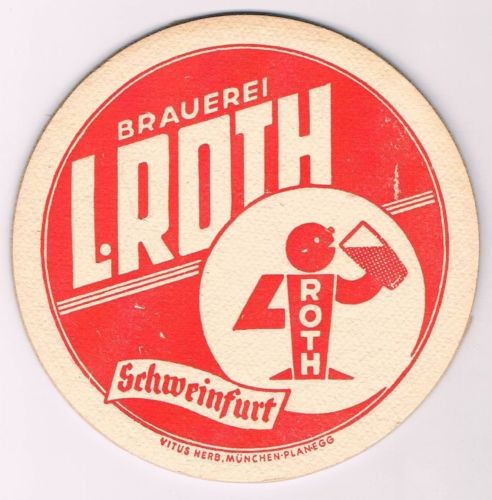 BRAUEREI
L.ROTH
ROTH
Schweinfurt
VITUS HERB, MÜNCHEN-PLANEGG